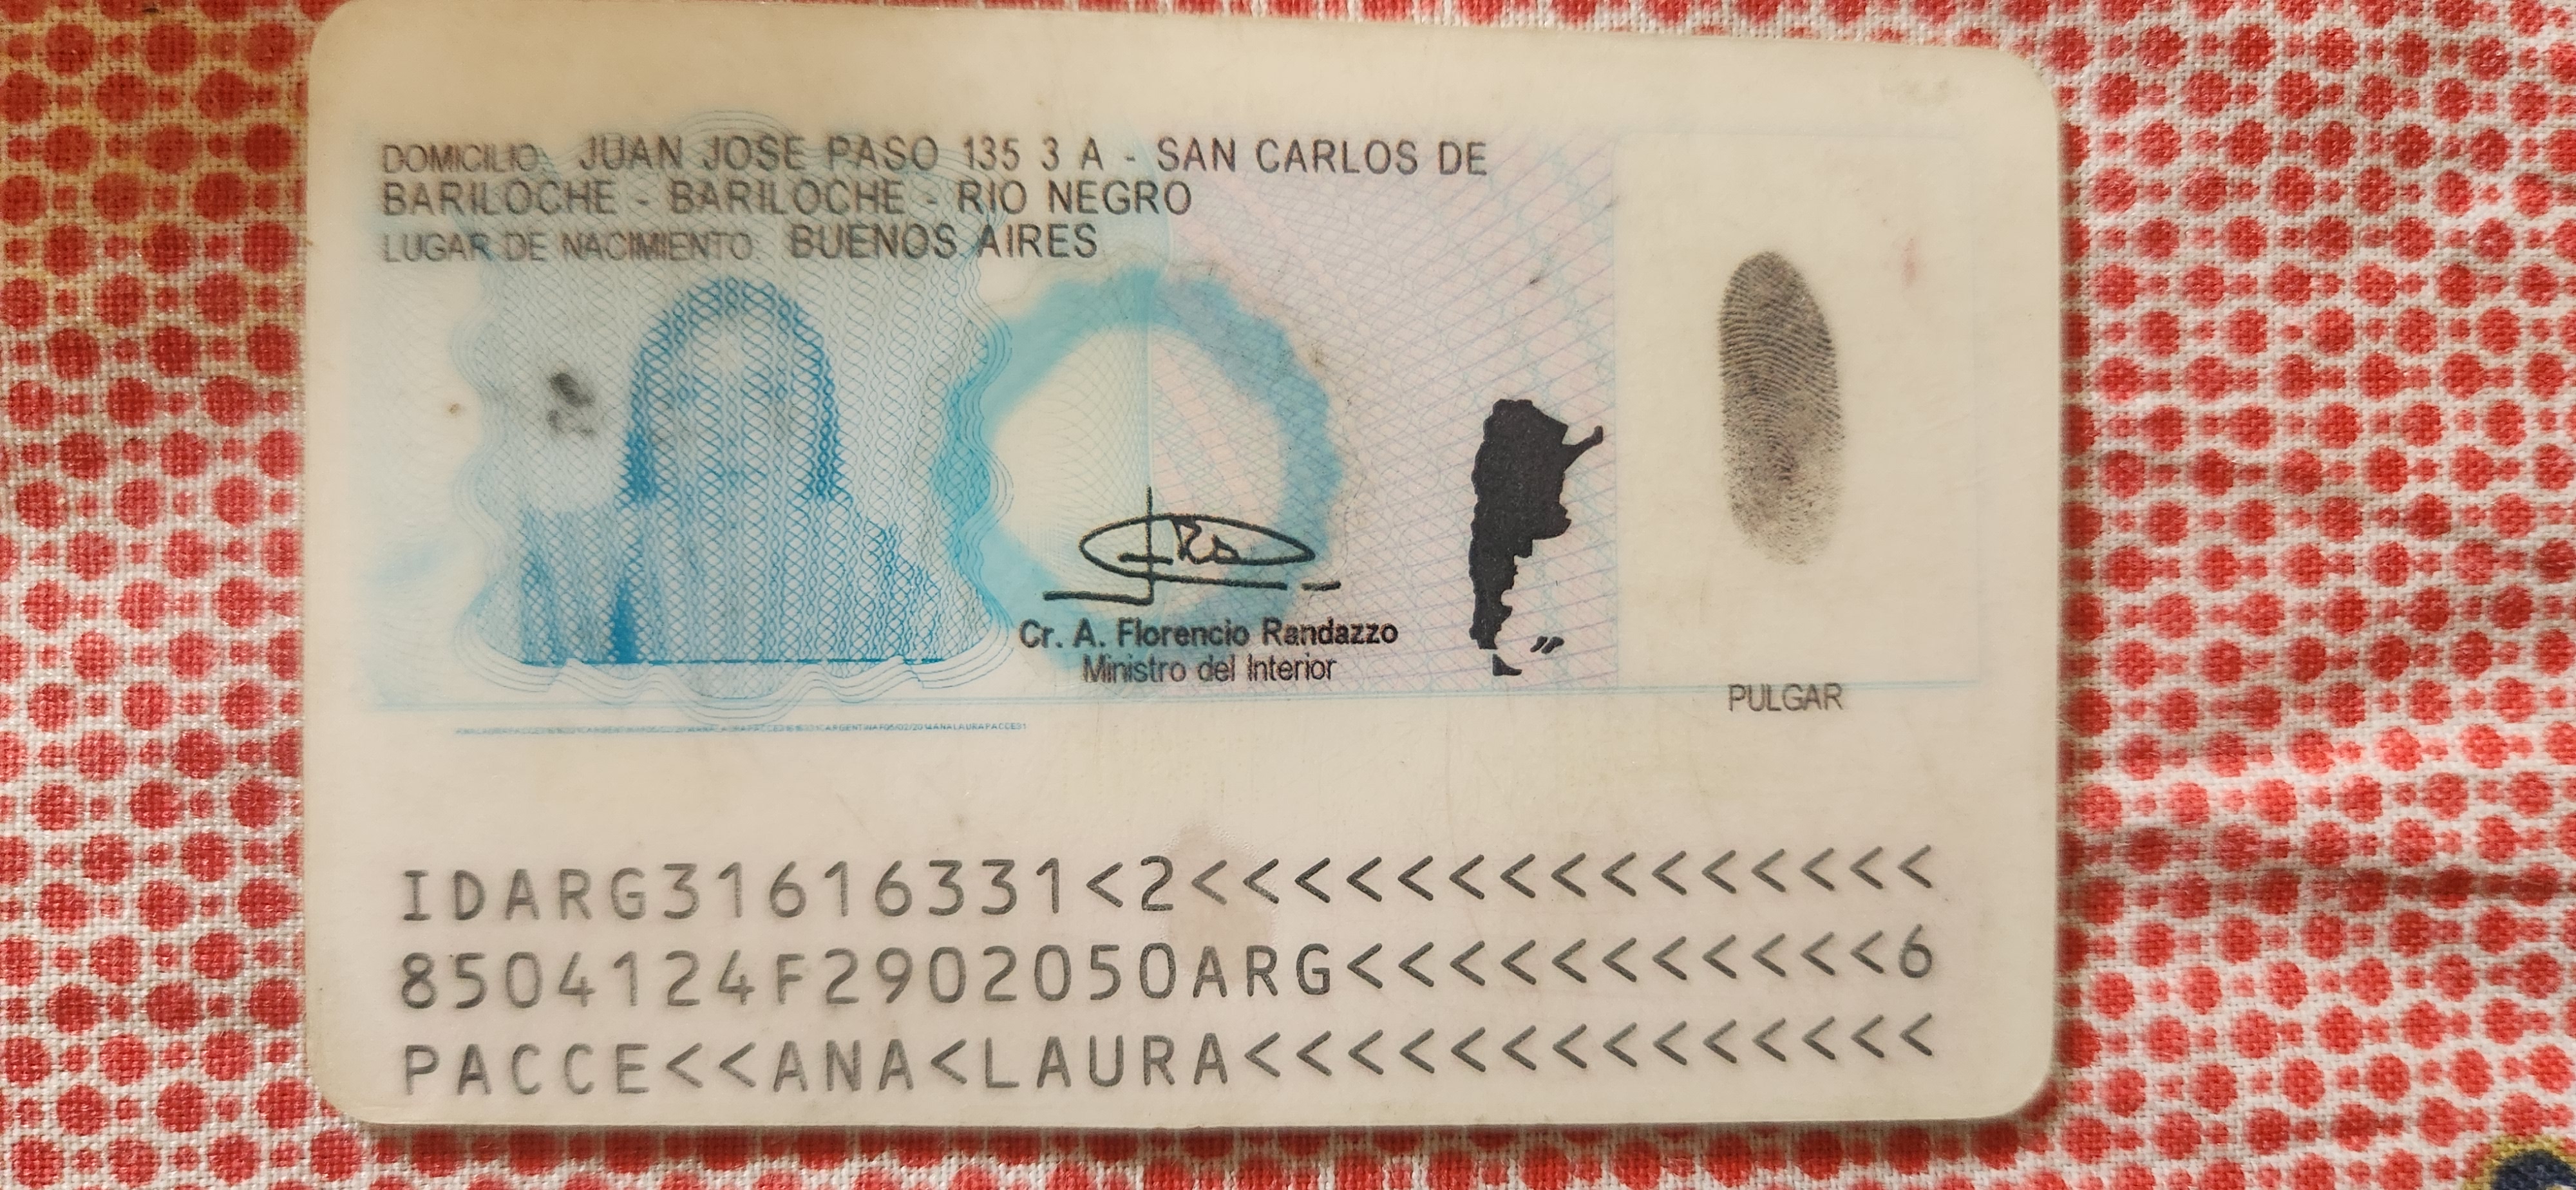 DOMICILIO: JUAN JOSE PASO 135 3 A - SAN CARLOS DE
BARILOCHE - BARILOCHE - RIO NEGRO
LUGAR DE NACIMIENTO: BUENOS AIRES
Cr. A. Florencio Randazzo
Ministro del Interior
PULGAR
IDARG31616331<2<<<<<<<<<<<<<<<
8504124F2902050ARG<<<<<<<<<<<6
PACCE<<ANA<LAURA<<<<<<<<<<<<<<